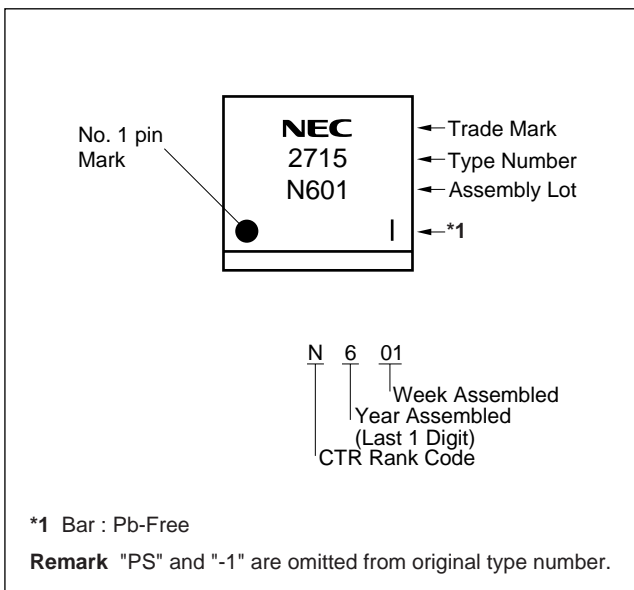 No. 1 pin
Mark
NEC
2715
N601
Trade Mark
Type Number
Assembly Lot
*1
N 6 01
Week Assembled
Year Assembled
(Last 1 Digit)
CTR Rank Code
*1 Bar : Pb-Free
Remark "PS" and "-1" are omitted from original type number.